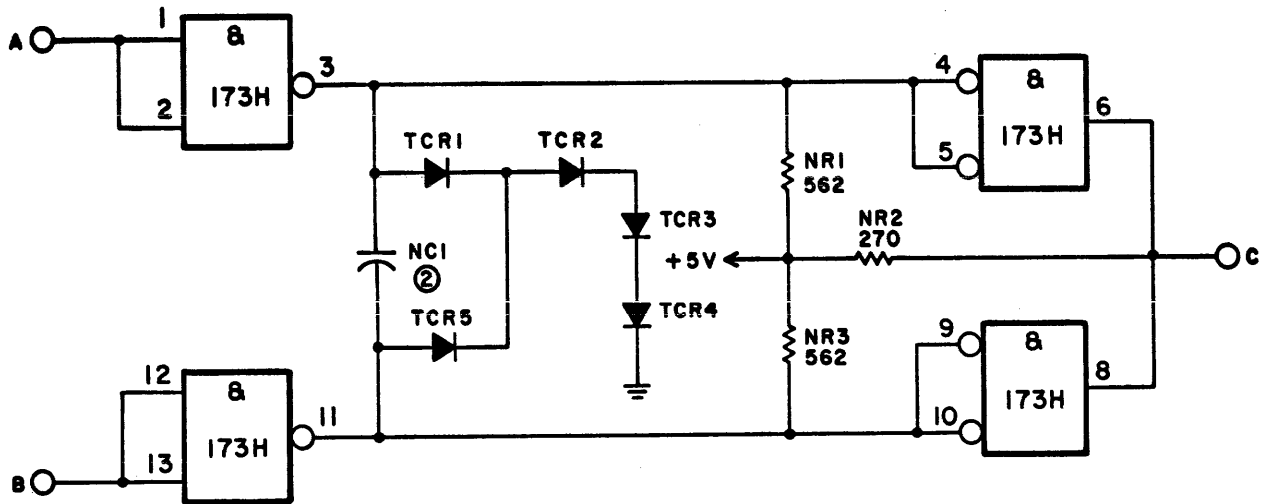 A
1
2
&
173H
3
TCR1
TCR2
TCR3
TCR4
NC1
②
TCR5
+5V
NR1
562
NR2
270
NR3
562
4
5
&
173H
6
C
9
10
&
173H
8
12
13
&
173H
11
B